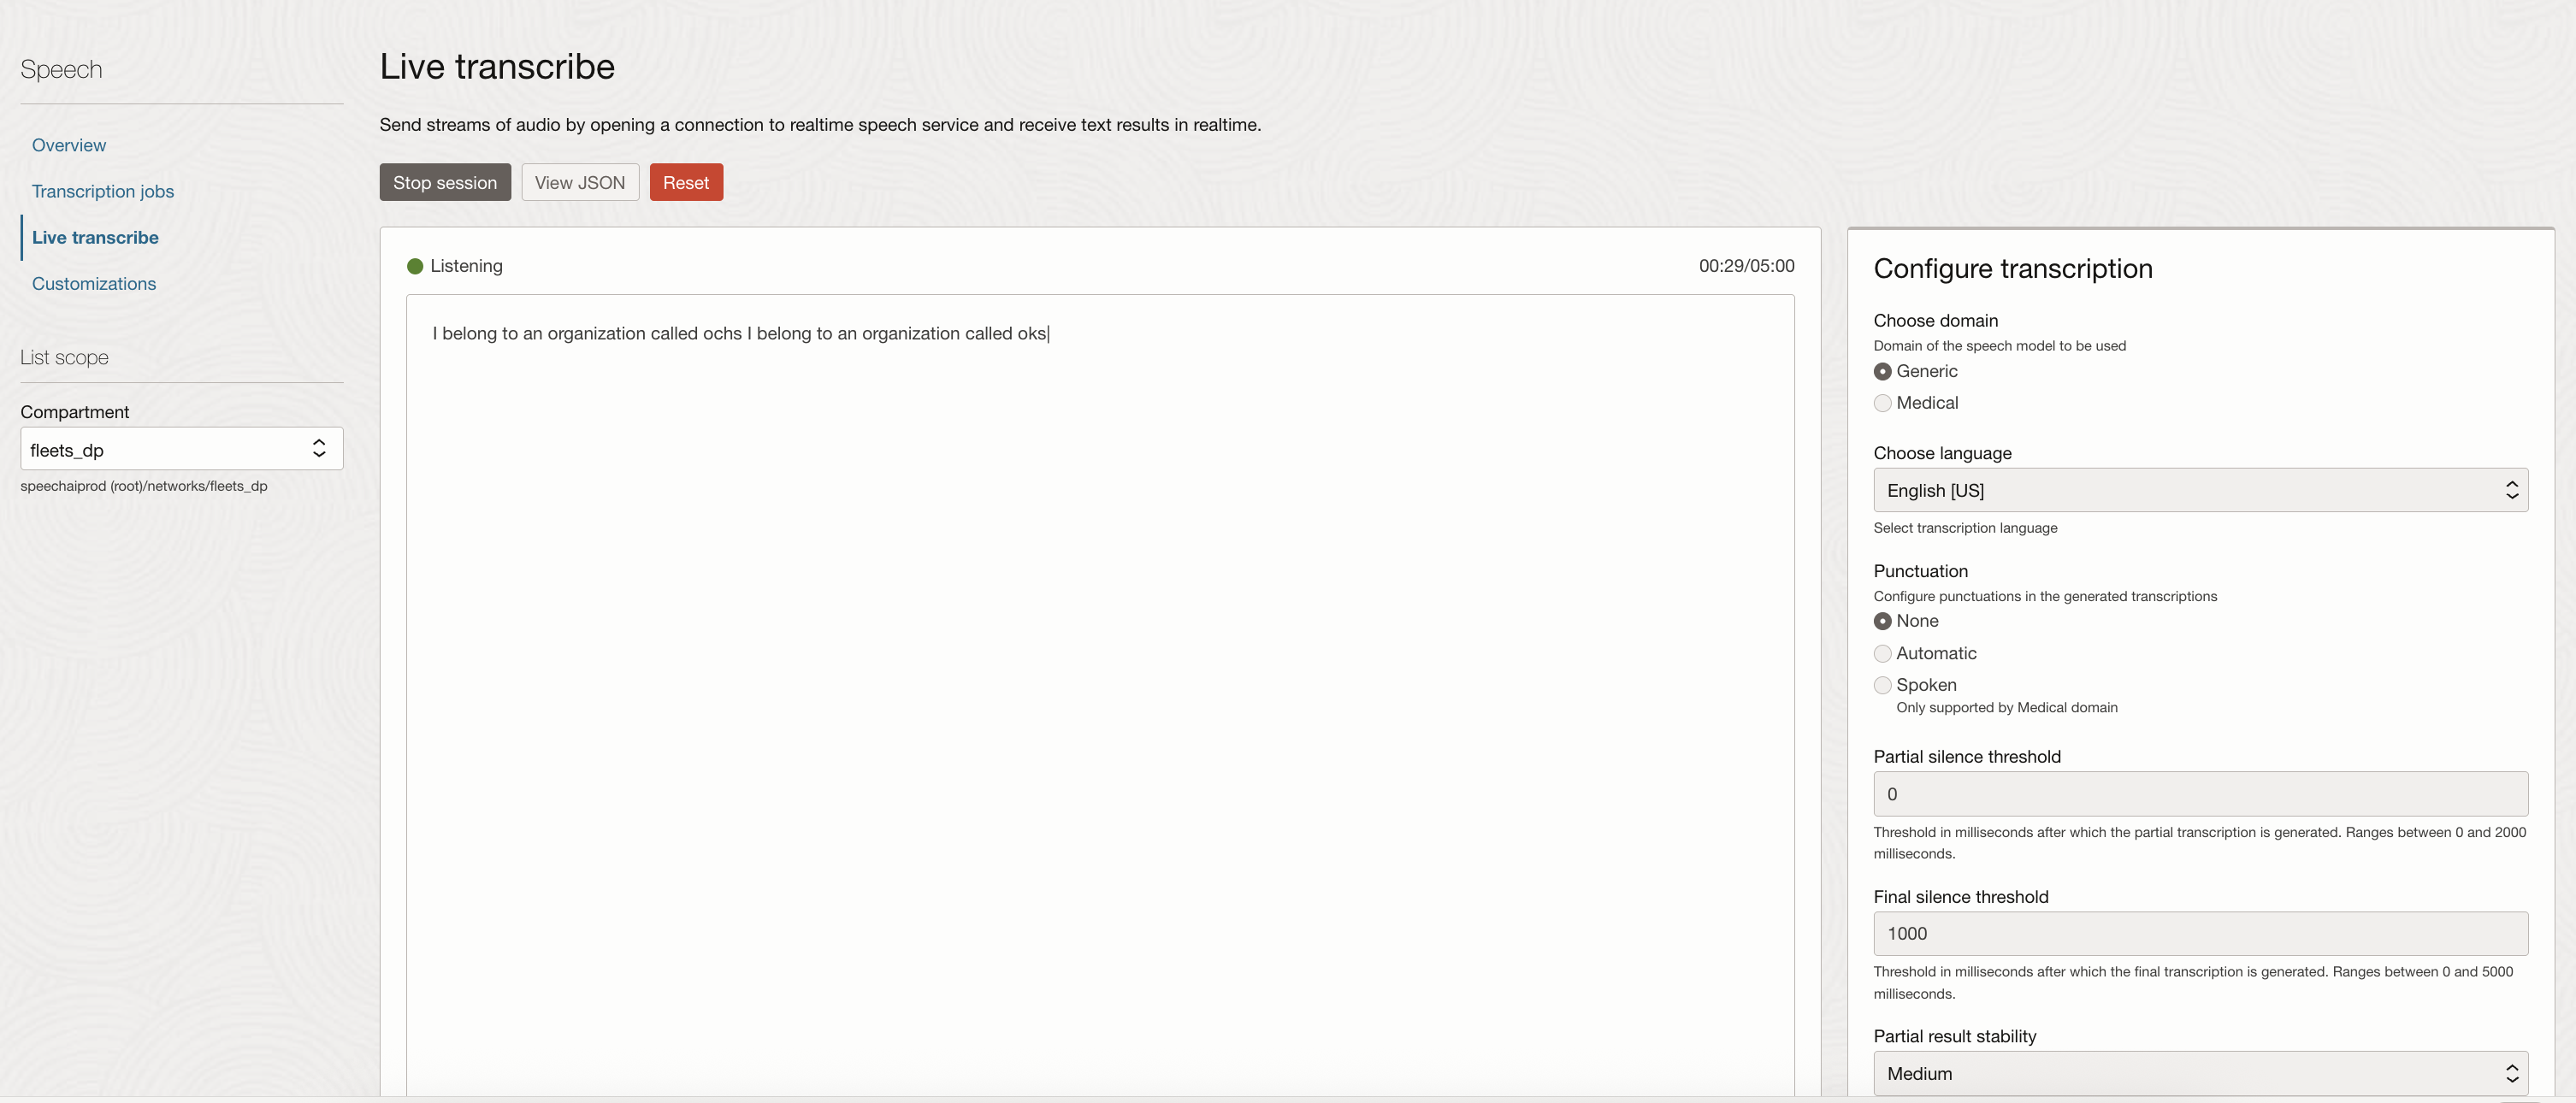 Speech
Overview
Transcription jobs
Live transcribe
Customizations
List scope
Compartment
fleets_dp
speechaiprod (root)/networks/fleets_dp
Live transcribe
Send streams of audio by opening a connection to realtime speech service and receive text results in realtime.
Stop session View JSON Reset
Listening 00:29/05:00
I belong to an organization called ochs I belong to an organization called oks
Configure transcription
Choose domain
Domain of the speech model to be used
Generic
Medical
Choose language
English [US]
Select transcription language
Punctuation
Configure punctuations in the generated transcriptions
None
Automatic
Spoken
Only supported by Medical domain
Partial silence threshold
0
Threshold in milliseconds after which the partial transcription is generated. Ranges between 0 and 2000
milliseconds.
Final silence threshold
1000
Threshold in milliseconds after which the final transcription is generated. Ranges between 0 and 5000
milliseconds.
Partial result stability
Medium